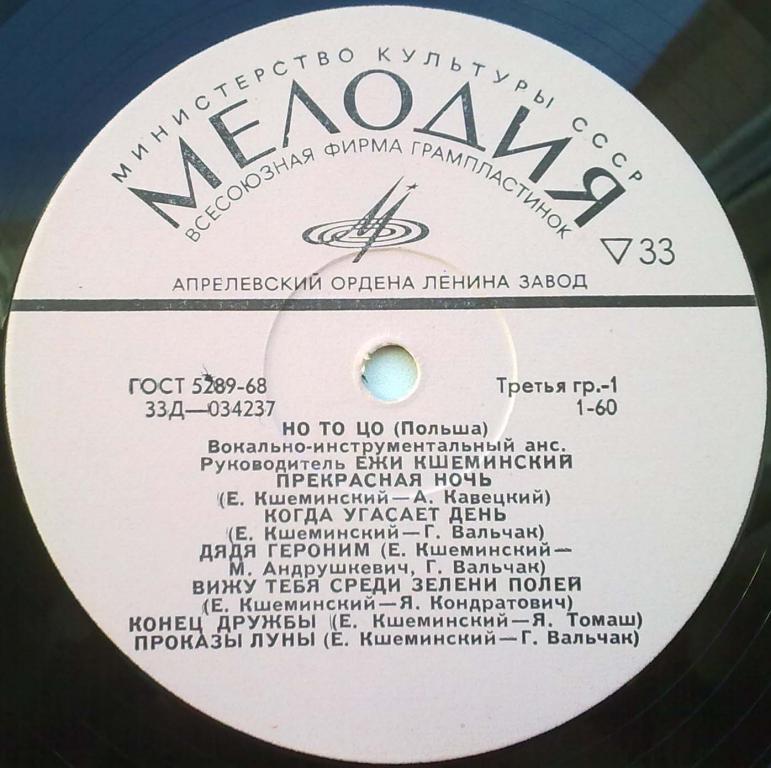 МИНИСТЕРСТВО КУЛЬТУРЫ СССР
МЕЛОДИЯ
ВСЕСОЮЗНАЯ ФИРМА ГРАМПЛАСТИНОК
33
АПРЕЛЕВСКИЙ ОРДЕНА ЛЕНИНА ЗАВОД
ГОСТ 5289-68 Третья гр.-1
33Д—034237 1-60
НО ТО ЦО (Польша)
Вокально-инструментальный анс.
Руководитель ЕЖИ КШЕМИНСКИЙ
ПРЕКРАСНАЯ НОЧЬ
(Е. Кшеминский—А. Кавецкий)
КОГДА УГАСАЕТ ДЕНЬ
(Е. Кшеминский—Г. Вальчак)
ДЯДЯ ГЕРОНИМ (Е. Кшеминский—
М. Андрушкевич, Г. Вальчак)
ВИЖУ ТЕБЯ СРЕДИ ЗЕЛЕНИ ПОЛЕЙ
(Е. Кшеминский—Я. Кондратович)
КОНЕЦ ДРУЖБЫ (Е. Кшеминский—Я. Томаш)
ПРОКАЗЫ ЛУНЫ (Е. Кшеминский—Г. Вальчак)